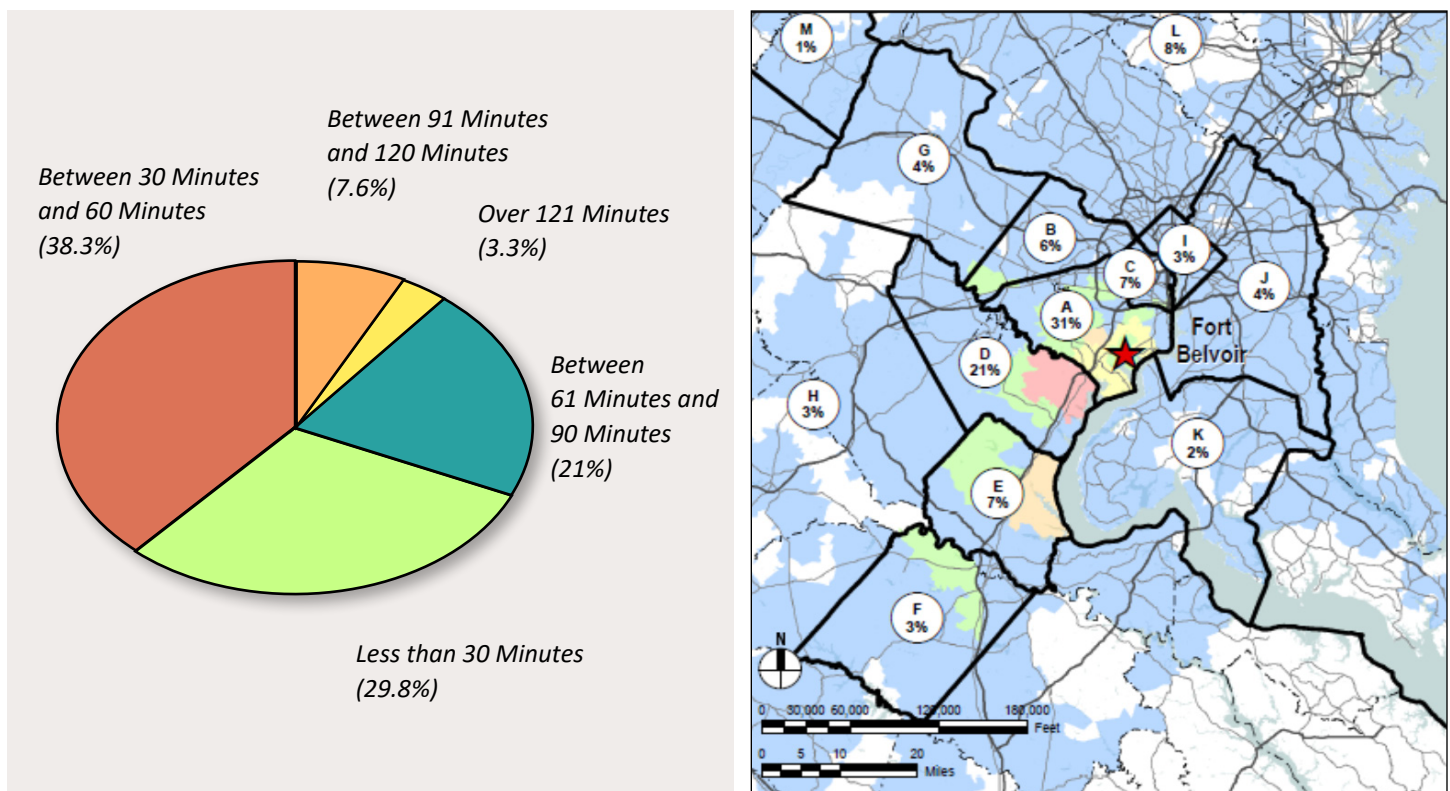 Between 91 Minutes
and 120 Minutes
(7.6%)
Between 30 Minutes
and 60 Minutes
(38.3%)
Over 121 Minutes
(3.3%)
Between
61 Minutes and
90 Minutes
(21%)
Less than 30 Minutes
(29.8%)
M
1%
L
8%
G
4%
B
6%
I
3%
C
7%
J
4%
A
31%
Fort
Belvoir
D
21%
H
3%
K
2%
E
7%
F
3%
N
0 30,000 60,000 120,000 180,000
Feet
0 5 10 20
Miles